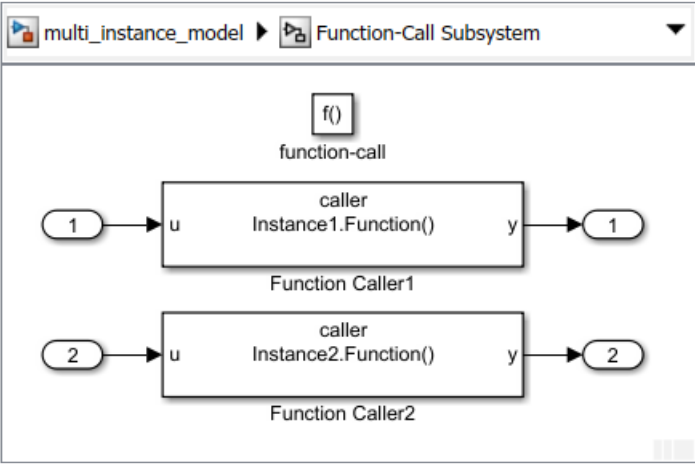 multi_instance_model Function-Call Subsystem
f()
function-call
caller
1 u Instance1.Function() y 1
Function Caller1
caller
2 u Instance2.Function() y 2
Function Caller2